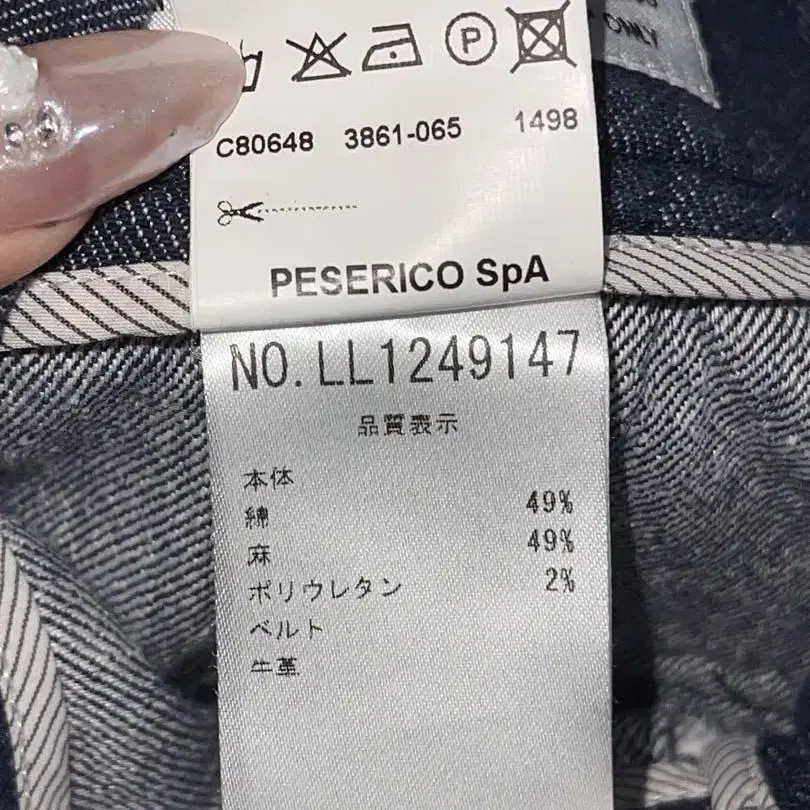 ONLY
P
C80648 3861-065 1498
PESERICO SpA
NO. LL1249147
品質表示
本体
綿 49%
麻 49%
ポリウレタン 2%
ベルト
牛革